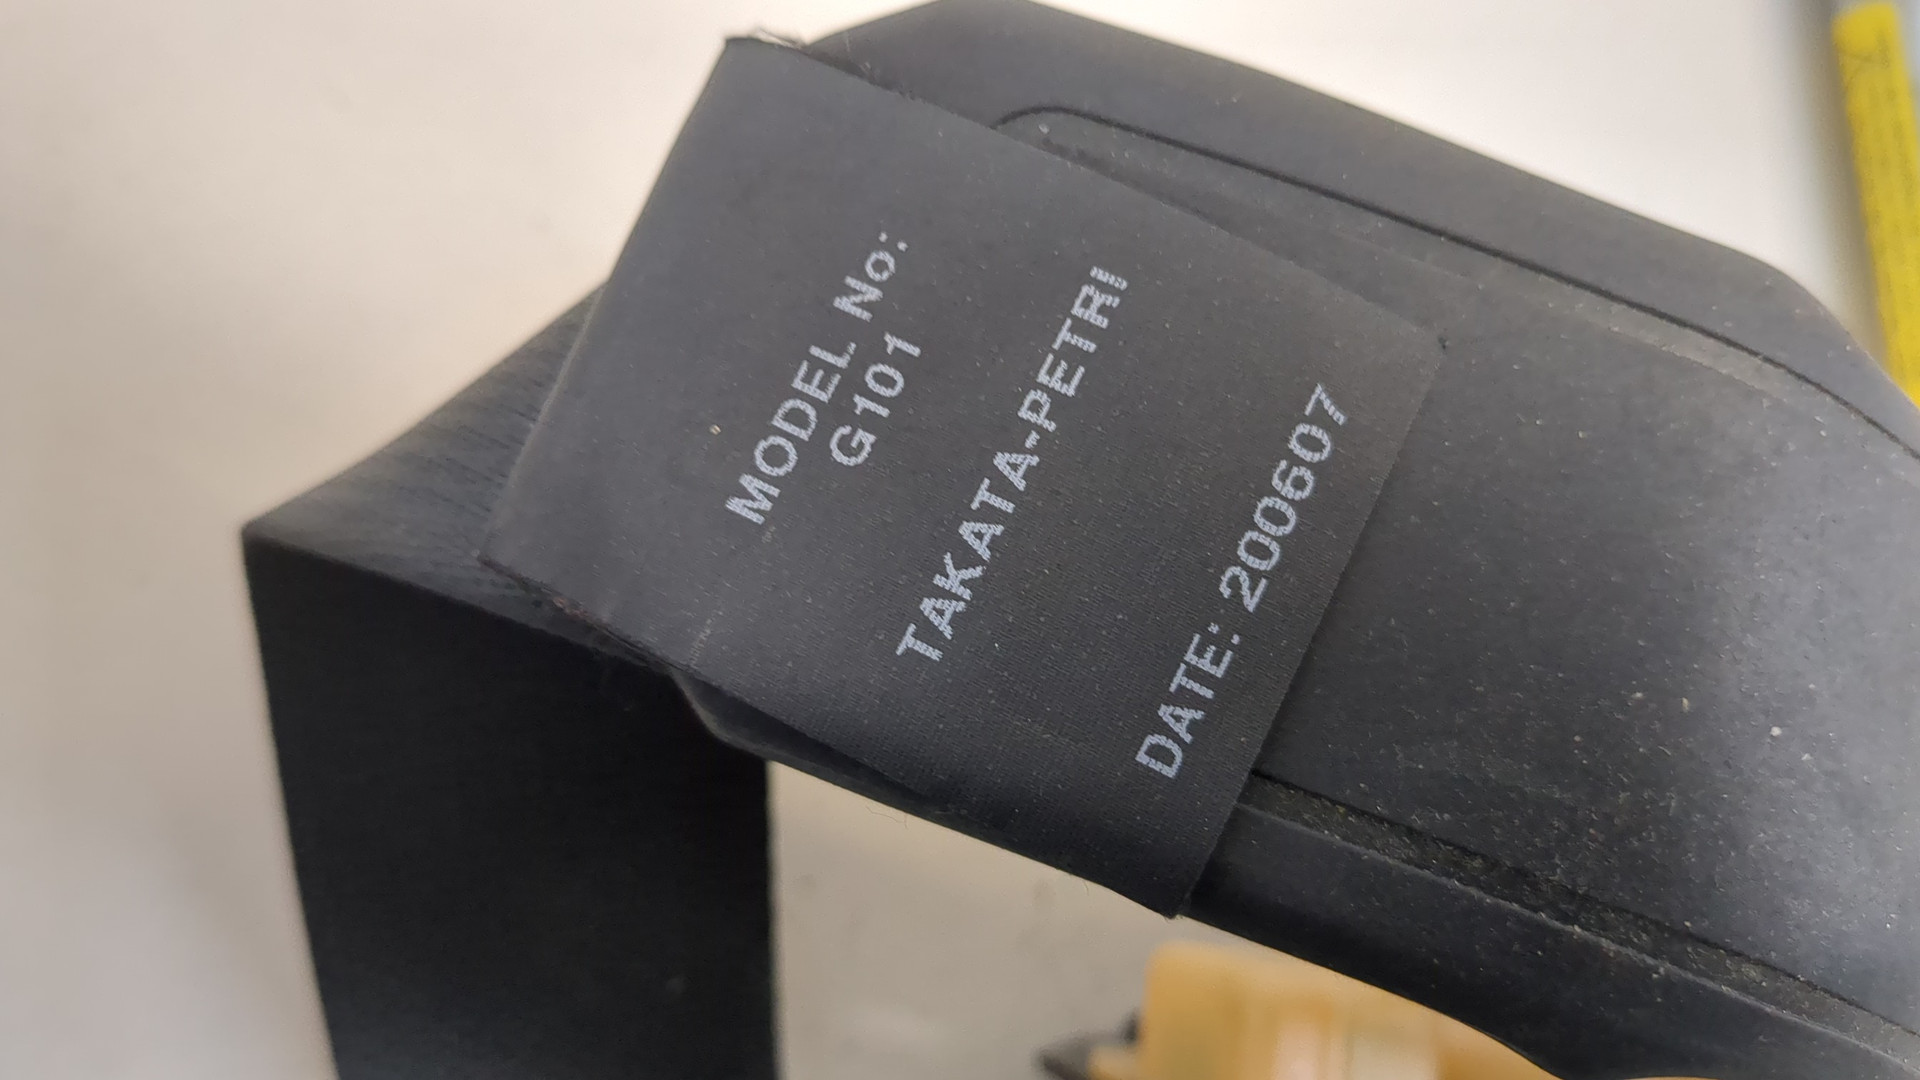 MODEL No:
G101
TAKATA-PETRI
DATE: 200607